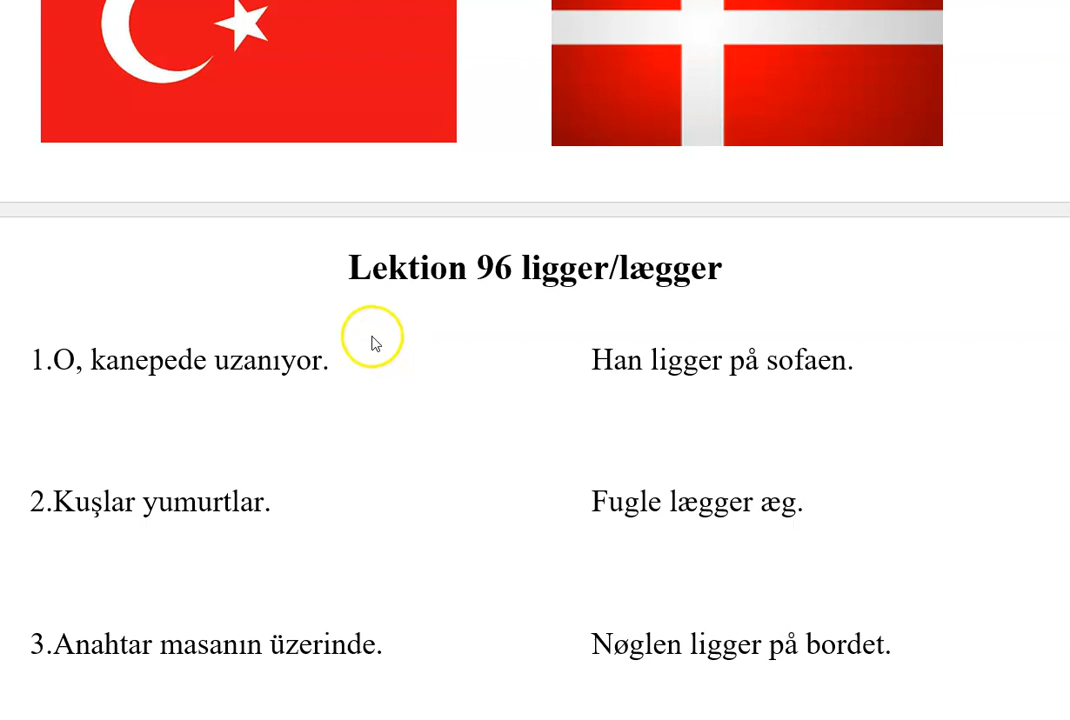 Lektion 96 ligger/lægger
1.O, kanepede uzanıyor.
Han ligger på sofaen.
2.Kuşlar yumurtlar.
Fugle lægger æg.
3.Anahtar masanın üzerinde.
Nøglen ligger på bordet.